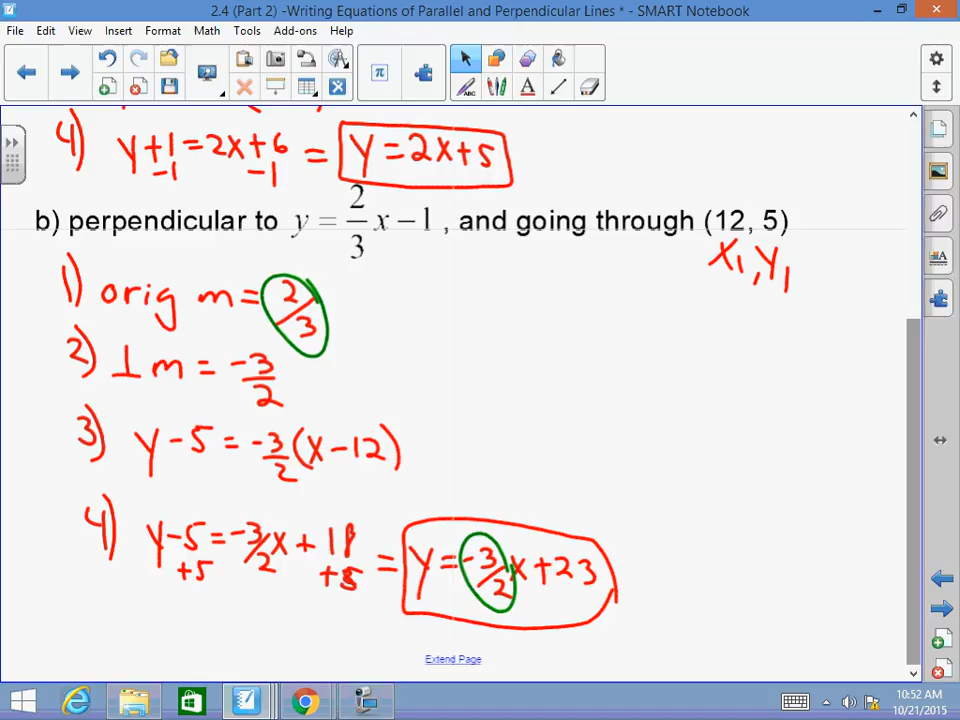 2.4 (Part 2) -Writing Equations of Parallel and Perpendicular Lines * - SMART Notebook
File Edit View Insert Format Math Tools Add-ons Help
4) y+1=2x+6 = y=2x+5
-1 -1
b) perpendicular to y = 2/3 x − 1 , and going through (12, 5)
x₁,y₁
1) orig m = 2/3
2) ⊥ m = -3/2
3) y-5 = -3/2(x-12)
4) y-5=-3/2x+18 = y=-3/2x+23
+5 +5
Extend Page
10:52 AM
10/21/2015